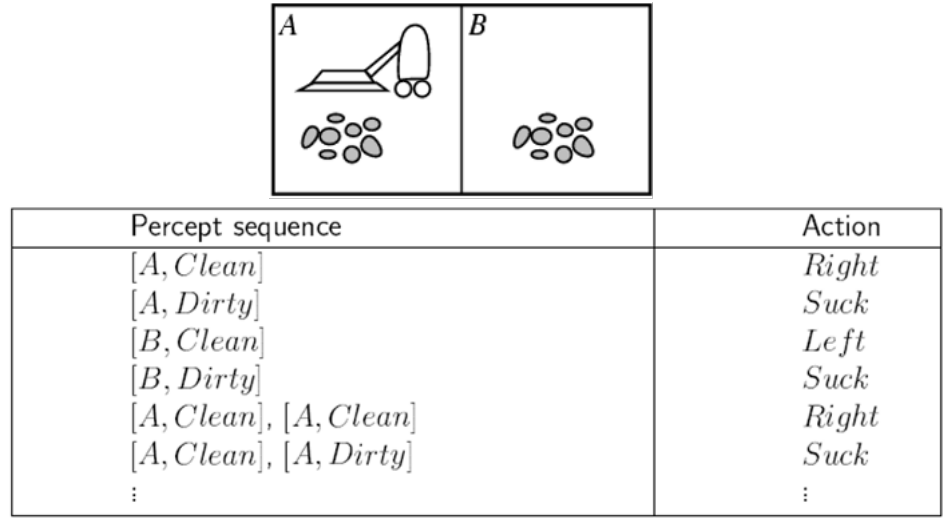 A B
Percept sequence Action
[A, Clean] Right
[A, Dirty] Suck
[B, Clean] Left
[B, Dirty] Suck
[A, Clean], [A, Clean] Right
[A, Clean], [A, Dirty] Suck
⋮ ⋮